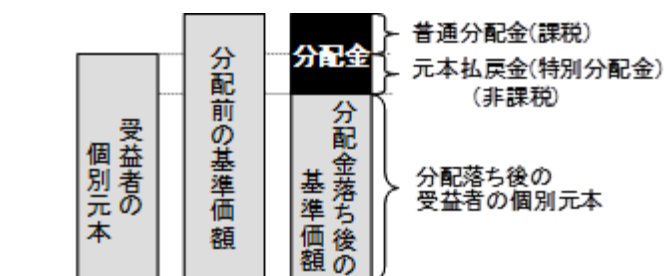 受益者の
個別元本
分配前の基準価額
分配金
分配金落ち後の
基準価額
普通分配金(課税)
元本払戻金(特別分配金)
(非課税)
分配落ち後の
受益者の個別元本